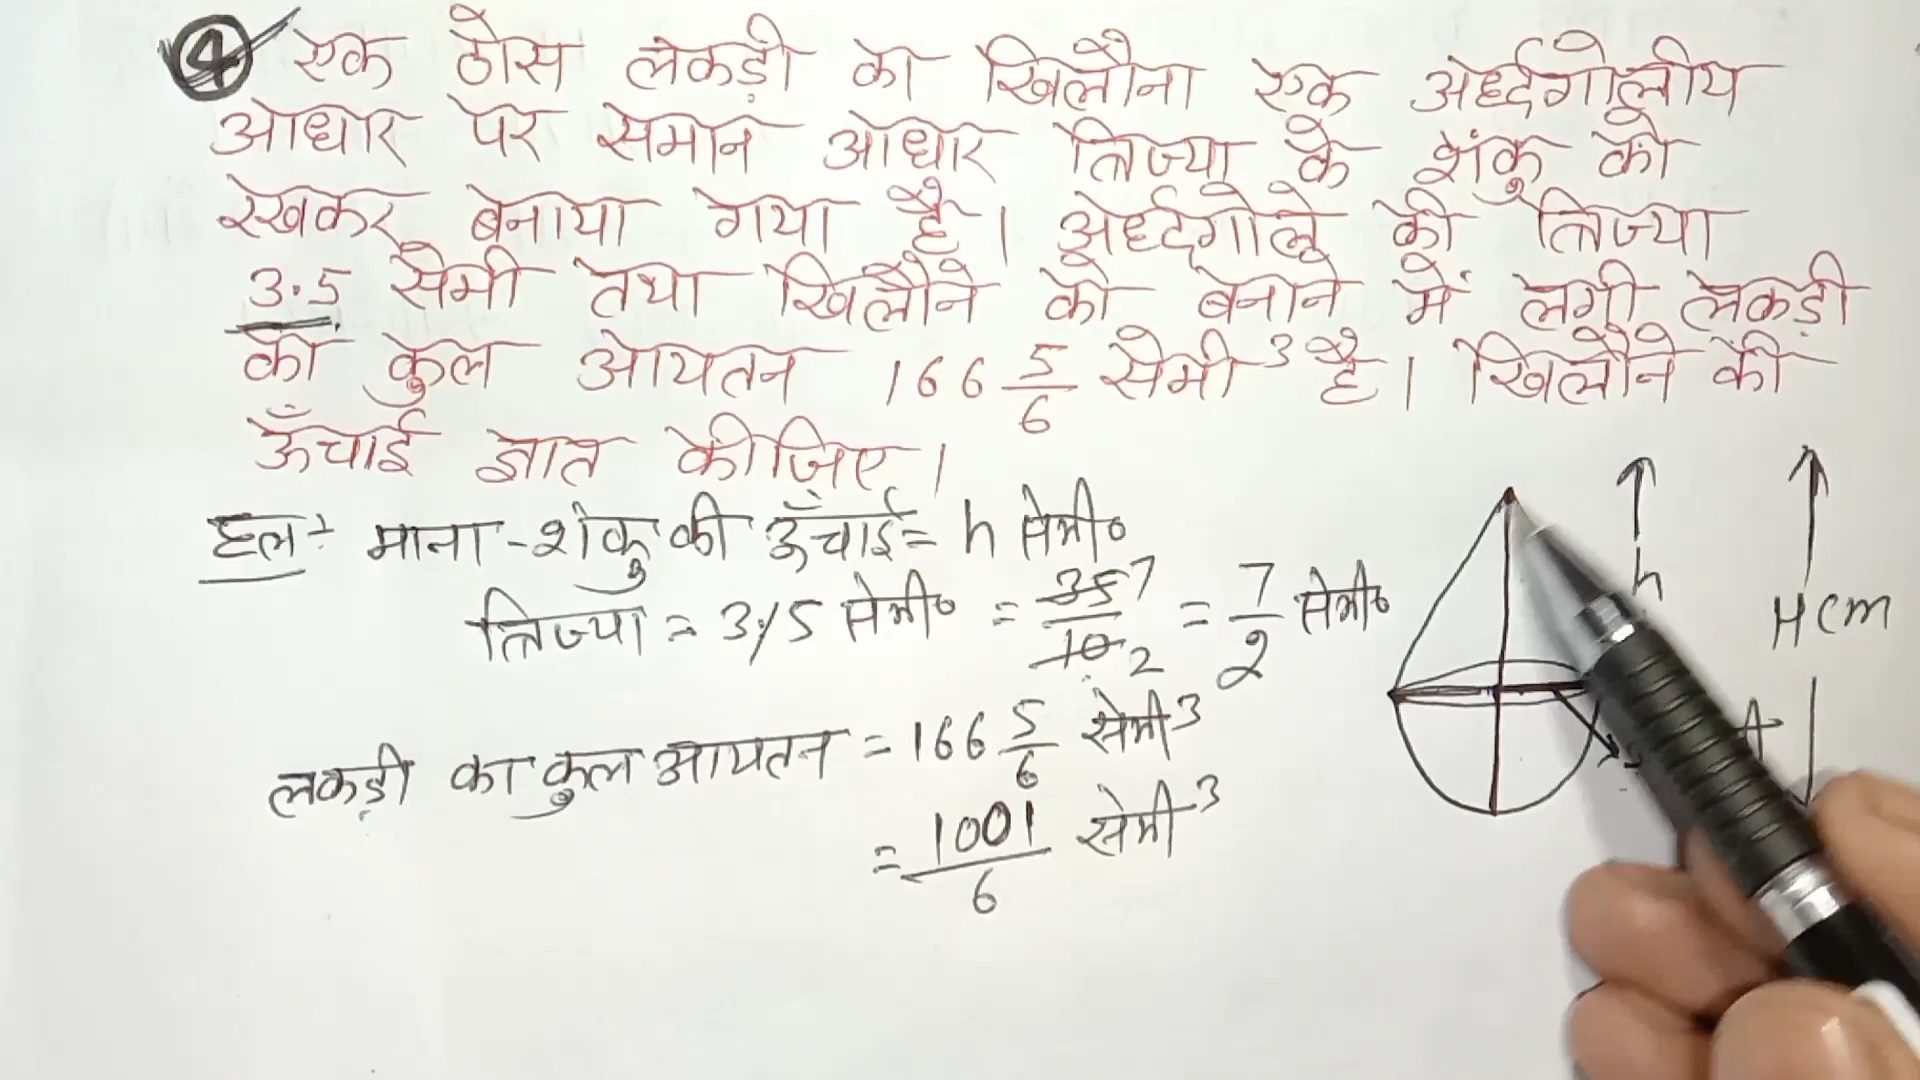 ④ एक ठोस लकड़ी का खिलौना एक अर्द्धगोलीय
आधार पर समान आधार त्रिज्या के शंकु को
रखकर बनाया गया है। अर्द्धगोले की त्रिज्या
3.5 सेमी तथा खिलौने को बनाने में लगी लकड़ी
का कुल आयतन 166 5/6 सेमी³ है। खिलौने की
ऊँचाई ज्ञात कीजिए।
हल÷ माना - शंकु की ऊँचाई = h सेमी०
त्रिज्या = 3.5 सेमी० = 35/10 7/2 = 7/2 सेमी०
लकड़ी का कुल आयतन = 166 5/6 सेमी³
= 1001/6 सेमी³
h
H cm